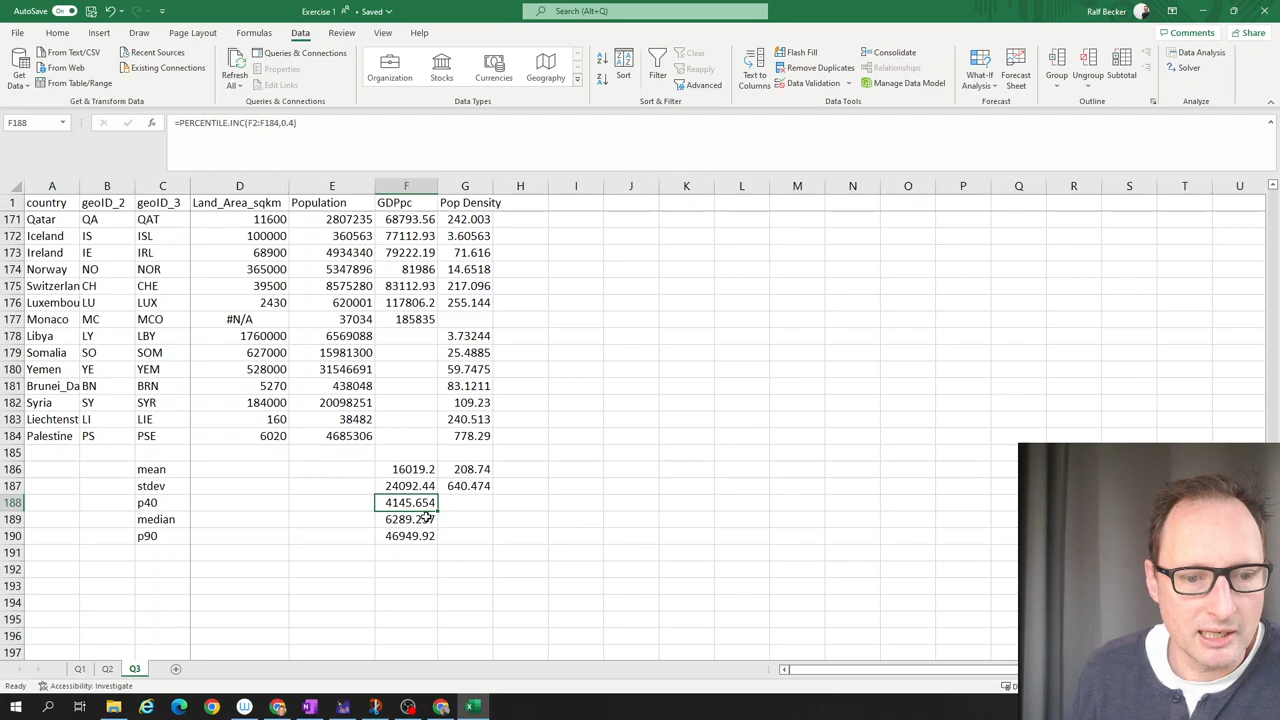 AutoSave On Exercise 1 • Saved Search (Alt+Q) Ralf Becker
File Home Insert Draw Page Layout Formulas Data Review View Help Comments Share
Get Data From Text/CSV From Web From Table/Range Recent Sources Existing Connections
Refresh All Queries & Connections Properties Edit Links
Organization Stocks Currencies Geography
Sort Filter Clear Reapply Advanced
Text to Columns Flash Fill Remove Duplicates Data Validation Consolidate Relationships Manage Data Model
What-If Analysis Forecast Sheet Group Ungroup Subtotal Data Analysis Solver
Get & Transform Data Queries & Connections Data Types Sort & Filter Data Tools Forecast Outline Analyze
F188 fx =PERCENTILE.INC(F2:F184,0.4)
A B C D E F G H I J K L M N O P Q R S T U
1 country geoID_2 geoID_3 Land_Area_sqkm Population GDPpc Pop Density
171 Qatar QA QAT 11600 2807235 68793.56 242.003
172 Iceland IS ISL 100000 360563 77112.93 3.60563
173 Ireland IE IRL 68900 4934340 79222.19 71.616
174 Norway NO NOR 365000 5347896 81986 14.6518
175 Switzerlan CH CHE 39500 8575280 83112.93 217.096
176 Luxembou LU LUX 2430 620001 117806.2 255.144
177 Monaco MC MCO #N/A 37034 185835
178 Libya LY LBY 1760000 6569088 3.73244
179 Somalia SO SOM 627000 15981300 25.4885
180 Yemen YE YEM 528000 31546691 59.7475
181 Brunei_Da BN BRN 5270 438048 83.1211
182 Syria SY SYR 184000 20098251 109.23
183 Liechtenst LI LIE 160 38482 240.513
184 Palestine PS PSE 6020 4685306 778.29
185
186 mean 16019.2 208.74
187 stdev 24092.44 640.474
188 p40 4145.654
189 median
190 p90 46949.92
191
192
193
194
195
196
197
Q1 Q2 Q3
Ready Accessibility: Investigate